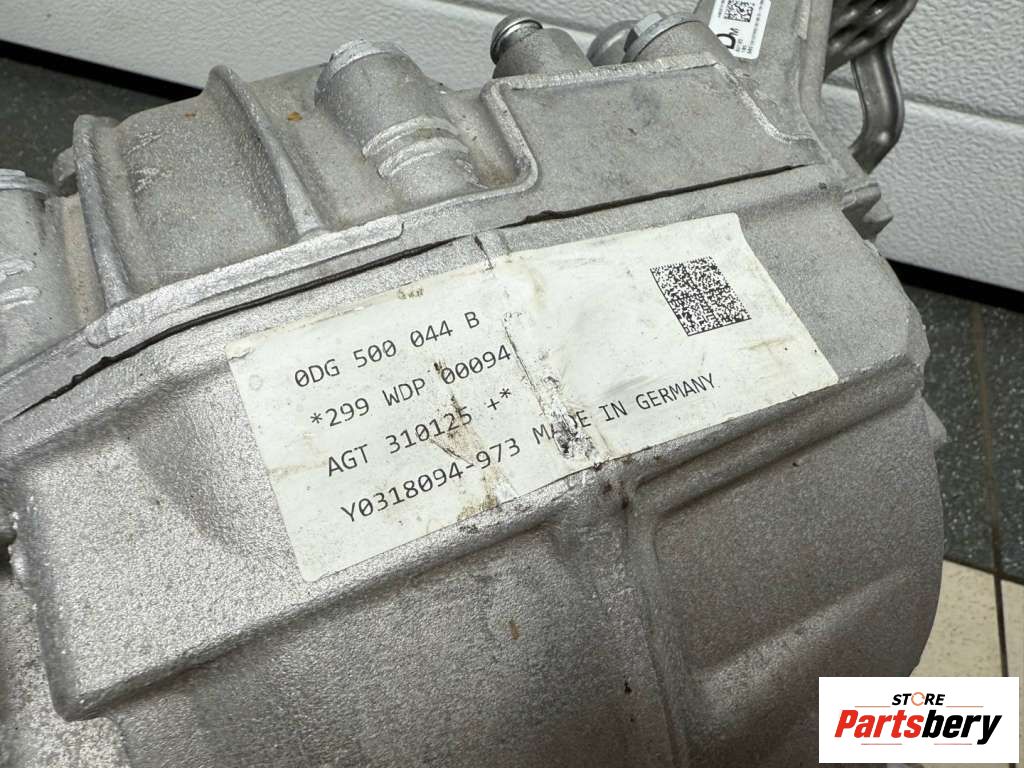 0DG 500 044 B
*299 WDP 00094
AGT 310125 +*
Y0318094-973 MADE IN GERMANY
STORE
Partsbery